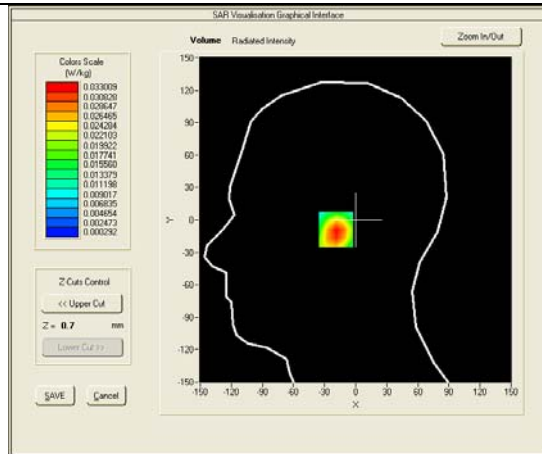 SAR Visualisation Graphical Interface
Volume Radiated Intensity
Zoom In/Out
Colors Scale
(W/kg)
0.033009
0.030828
0.028647
0.026465
0.024284
0.022103
0.019922
0.017741
0.015560
0.013379
0.011198
0.009017
0.006835
0.004654
0.002473
0.000292
Z Cuts Control
<< Upper Cut
Z = 0.7 mm
Lower Cut >>
SAVE Cancel
150
120
90
60
30
0
-30
-60
-90
-120
-150
Y
-150 -120 -90 -60 -30 0 30 60 90 120 150
X